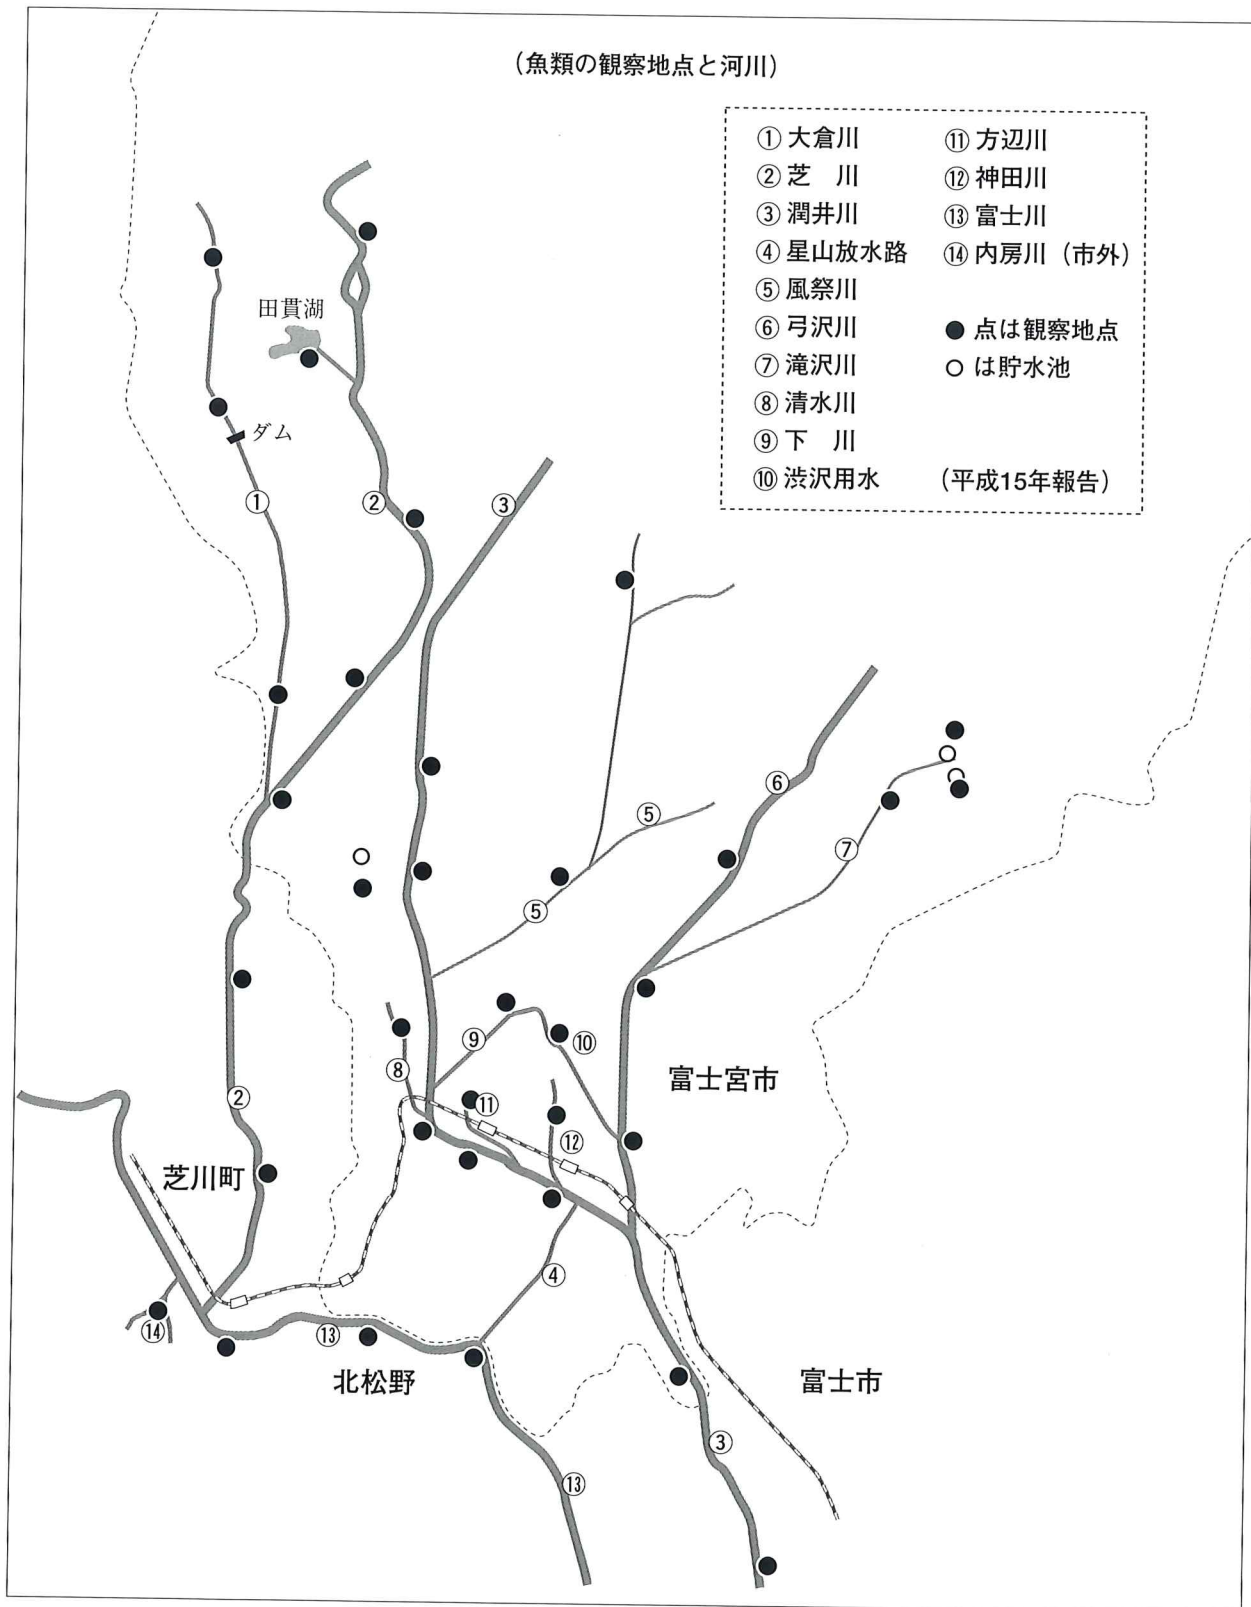 (魚類の観察地点と河川)
① 大倉川
② 芝　川
③ 潤井川
④ 星山放水路
⑤ 風祭川
⑥ 弓沢川
⑦ 滝沢川
⑧ 清水川
⑨ 下　川
⑩ 渋沢用水
⑪ 方辺川
⑫ 神田川
⑬ 富士川
⑭ 内房川（市外）
● 点は観察地点
○ は貯水池
(平成15年報告)
田貫湖
ダム
①
②
③
⑤
⑥
⑦
⑤
⑨
⑩
⑧
富士宮市
②
⑪
⑫
芝川町
④
⑭
⑬
北松野
富士市
③
⑬